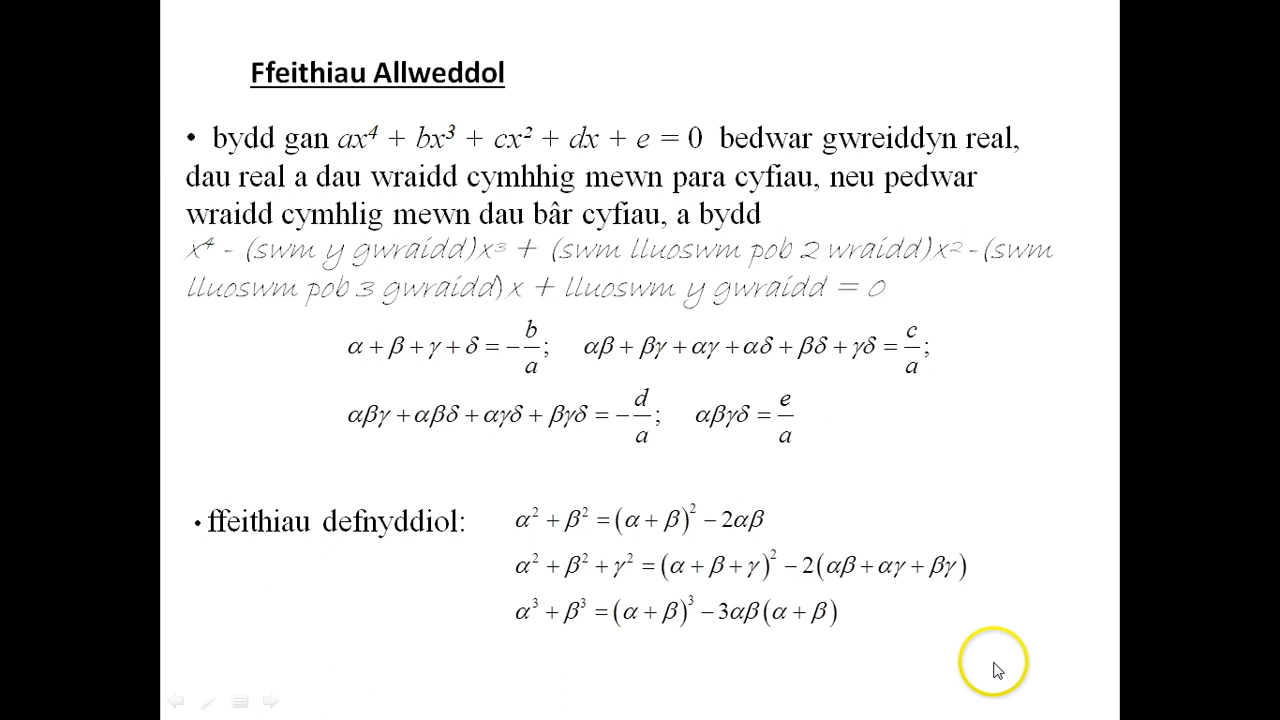 Ffeithiau Allweddol
• bydd gan ax⁴ + bx³ + cx² + dx + e = 0 bedwar gwreiddyn real,
dau real a dau wraidd cymhhig mewn para cyfiau, neu pedwar
wraidd cymhlig mewn dau bâr cyfiau, a bydd
x⁴ - (swm y gwraidd)x³ + (swm lluoswm pob 2 wraidd)x² -(swm
lluoswm pob 3 gwraidd)x + lluoswm y gwraidd = 0
α + β + γ + δ = −b/a; αβ + βγ + αγ + αδ + βδ + γδ = c/a;
αβγ + αβδ + αγδ + βγδ = −d/a; αβγδ = e/a
• ffeithiau defnyddiol: α² + β² = (α + β)² − 2αβ
α² + β² + γ² = (α + β + γ)² − 2(αβ + αγ + βγ)
α³ + β³ = (α + β)³ − 3αβ(α + β)